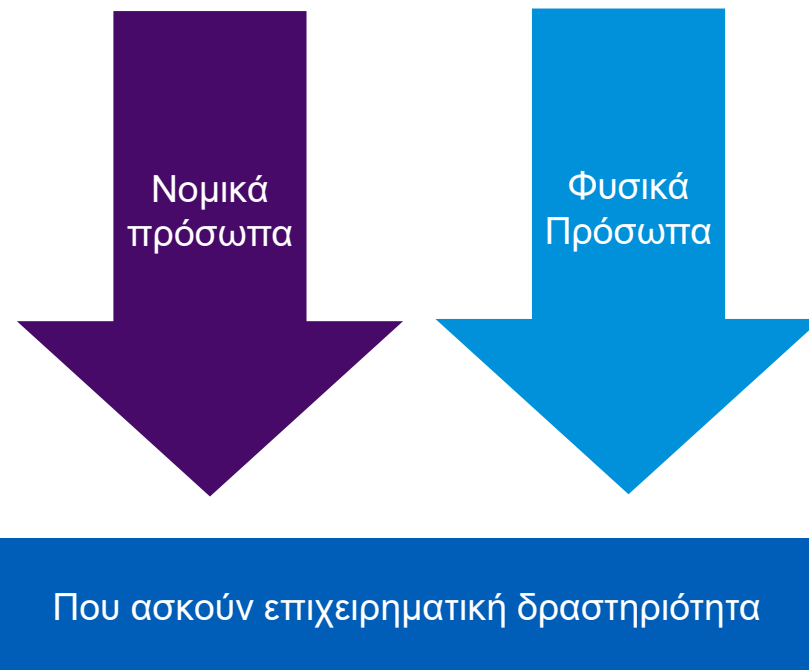 Νομικά
πρόσωπα
Φυσικά
Πρόσωπα
Που ασκούν επιχειρηματική δραστηριότητα